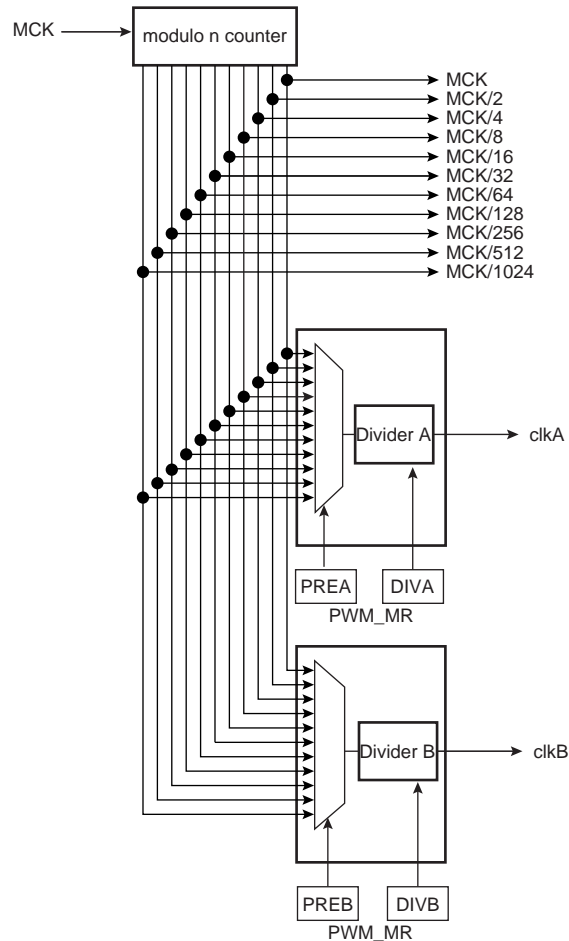 MCK
modulo n counter
MCK
MCK/2
MCK/4
MCK/8
MCK/16
MCK/32
MCK/64
MCK/128
MCK/256
MCK/512
MCK/1024
Divider A
clkA
PREA
DIVA
PWM_MR
Divider B
clkB
PREB
DIVB
PWM_MR